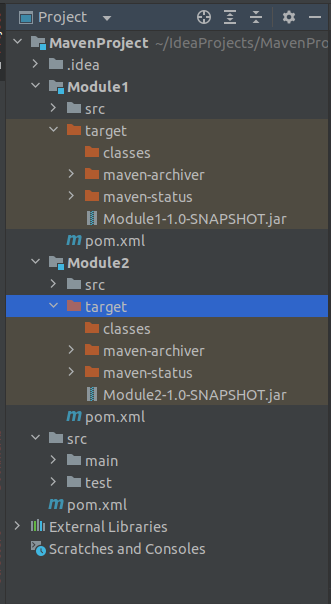 Project
MavenProject ~/IdeaProjects/MavenPro
.idea
Module1
src
target
classes
maven-archiver
maven-status
Module1-1.0-SNAPSHOT.jar
pom.xml
Module2
src
target
classes
maven-archiver
maven-status
Module2-1.0-SNAPSHOT.jar
pom.xml
src
main
test
pom.xml
External Libraries
Scratches and Consoles